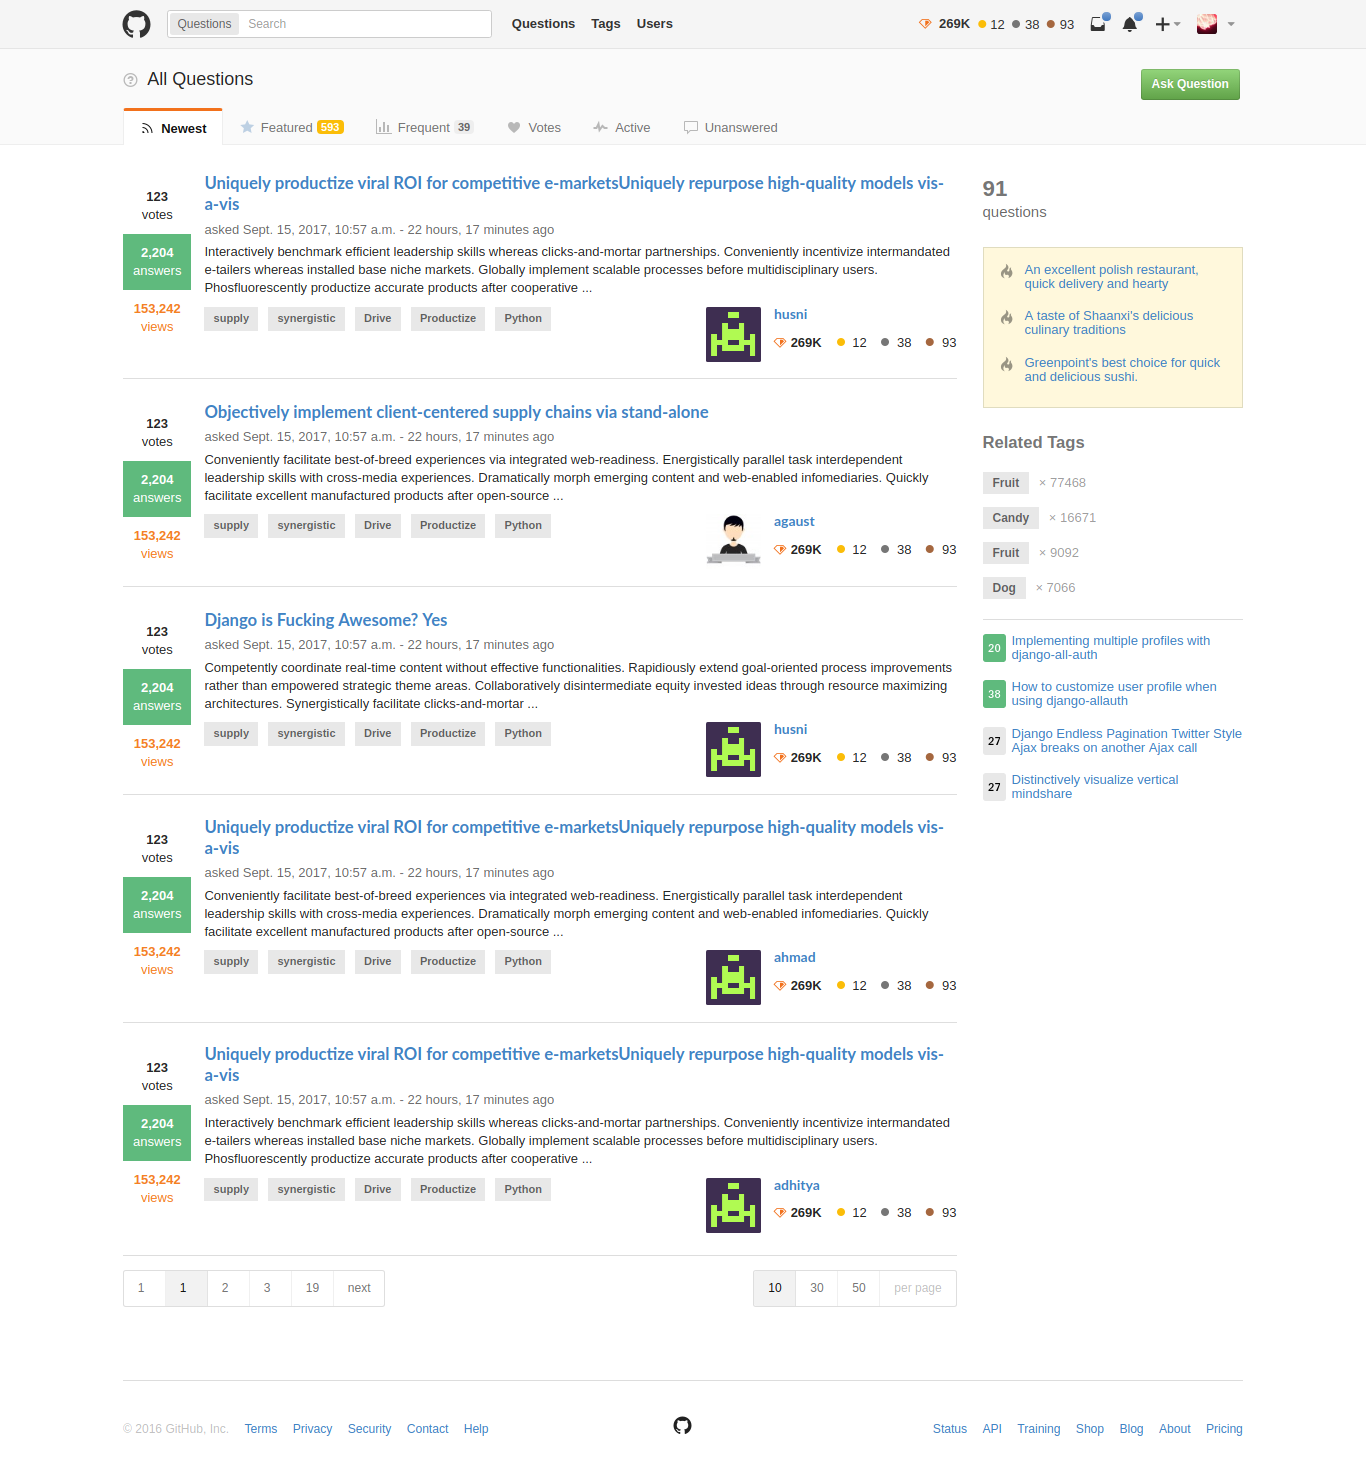 Questions Search Questions Tags Users 269K 12 38 93
All Questions Ask Question
Newest Featured 593 Frequent 39 Votes Active Unanswered
123
votes
2,204
answers
153,242
views
Uniquely productize viral ROI for competitive e-marketsUniquely repurpose high-quality models vis-
a-vis
asked Sept. 15, 2017, 10:57 a.m. - 22 hours, 17 minutes ago
Interactively benchmark efficient leadership skills whereas clicks-and-mortar partnerships. Conveniently incentivize intermandated
e-tailers whereas installed base niche markets. Globally implement scalable processes before multidisciplinary users.
Phosfluorescently productize accurate products after cooperative ...
supply synergistic Drive Productize Python
husni
269K 12 38 93
123
votes
2,204
answers
153,242
views
Objectively implement client-centered supply chains via stand-alone
asked Sept. 15, 2017, 10:57 a.m. - 22 hours, 17 minutes ago
Conveniently facilitate best-of-breed experiences via integrated web-readiness. Energistically parallel task interdependent
leadership skills with cross-media experiences. Dramatically morph emerging content and web-enabled infomediaries. Quickly
facilitate excellent manufactured products after open-source ...
supply synergistic Drive Productize Python
agaust
269K 12 38 93
123
votes
2,204
answers
153,242
views
Django is Fucking Awesome? Yes
asked Sept. 15, 2017, 10:57 a.m. - 22 hours, 17 minutes ago
Competently coordinate real-time content without effective functionalities. Rapidiously extend goal-oriented process improvements
rather than empowered strategic theme areas. Collaboratively disintermediate equity invested ideas through resource maximizing
architectures. Synergistically facilitate clicks-and-mortar ...
supply synergistic Drive Productize Python
husni
269K 12 38 93
123
votes
2,204
answers
153,242
views
Uniquely productize viral ROI for competitive e-marketsUniquely repurpose high-quality models vis-
a-vis
asked Sept. 15, 2017, 10:57 a.m. - 22 hours, 17 minutes ago
Conveniently facilitate best-of-breed experiences via integrated web-readiness. Energistically parallel task interdependent
leadership skills with cross-media experiences. Dramatically morph emerging content and web-enabled infomediaries. Quickly
facilitate excellent manufactured products after open-source ...
supply synergistic Drive Productize Python
ahmad
269K 12 38 93
123
votes
2,204
answers
153,242
views
Uniquely productize viral ROI for competitive e-marketsUniquely repurpose high-quality models vis-
a-vis
asked Sept. 15, 2017, 10:57 a.m. - 22 hours, 17 minutes ago
Interactively benchmark efficient leadership skills whereas clicks-and-mortar partnerships. Conveniently incentivize intermandated
e-tailers whereas installed base niche markets. Globally implement scalable processes before multidisciplinary users.
Phosfluorescently productize accurate products after cooperative ...
supply synergistic Drive Productize Python
adhitya
269K 12 38 93
1 1 2 3 19 next 10 30 50 per page
91
questions
An excellent polish restaurant,
quick delivery and hearty
A taste of Shaanxi's delicious
culinary traditions
Greenpoint's best choice for quick
and delicious sushi.
Related Tags
Fruit × 77468
Candy × 16671
Fruit × 9092
Dog × 7066
20 Implementing multiple profiles with
django-all-auth
38 How to customize user profile when
using django-allauth
27 Django Endless Pagination Twitter Style
Ajax breaks on another Ajax call
27 Distinctively visualize vertical
mindshare
© 2016 GitHub, Inc. Terms Privacy Security Contact Help Status API Training Shop Blog About Pricing